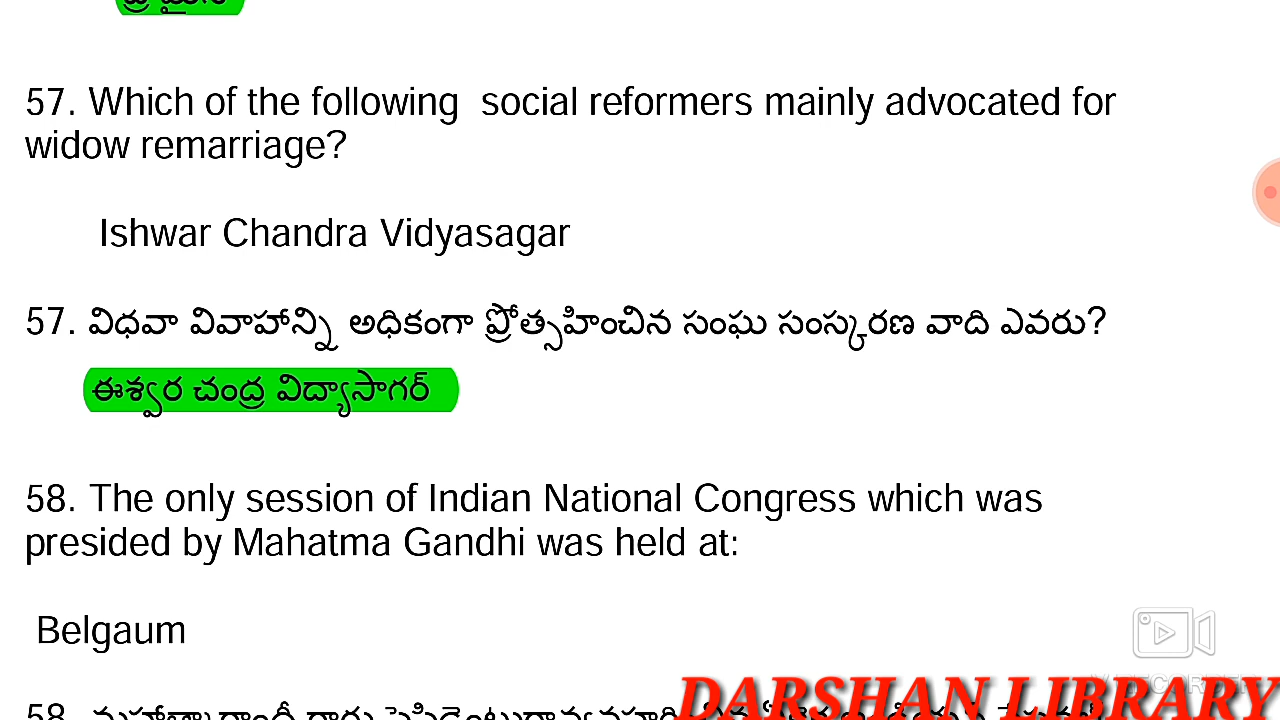 57. Which of the following social reformers mainly advocated for
widow remarriage?
Ishwar Chandra Vidyasagar
57. విధవా వివాహాన్ని అధికంగా ప్రోత్సహించిన సంఘ సంస్కరణ వాది ఎవరు?
ఈశ్వర చంద్ర విద్యాసాగర్
58. The only session of Indian National Congress which was
presided by Mahatma Gandhi was held at:
Belgaum
58. మహాత్మా గాంధీ గారు
DARSHAN LIBRARY